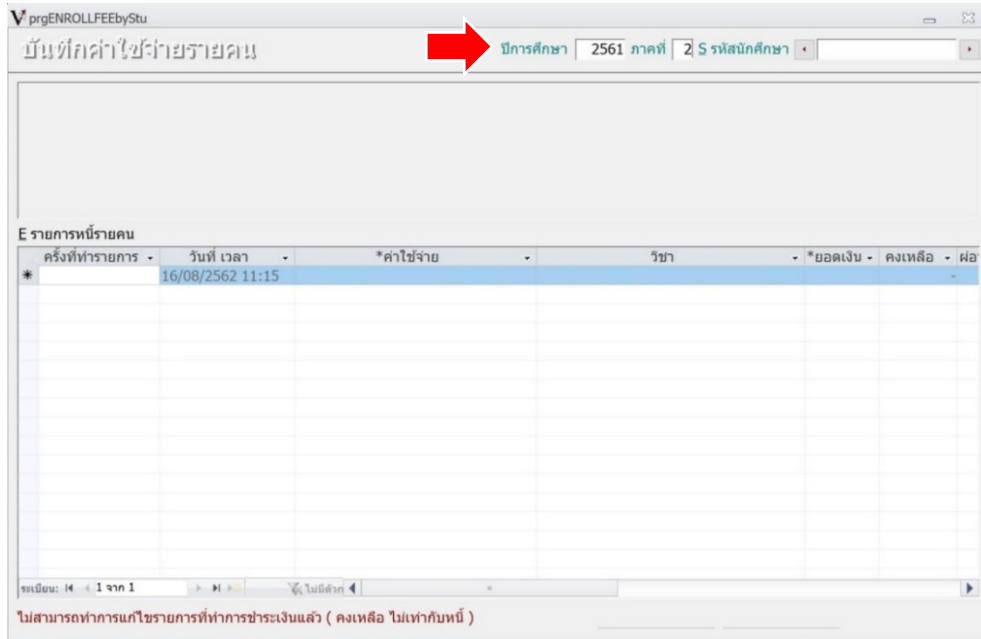 prgENROLLFEEbyStu
บันทึกค่าใช้จ่ายรายคน
ปีการศึกษา 2561 ภาคที่ 2 S รหัสนักศึกษา
E รายการหนี้รายคน
ครั้งที่ทำรายการ วันที่ เวลา *ค่าใช้จ่าย วิชา *ยอดเงิน คงเหลือ ผ่อ
16/08/2562 11:15 -
ระเบียน: 1 จาก 1 ไม่มีตัวก
ไม่สามารถทำการแก้ไขรายการที่ทำการชำระเงินแล้ว ( คงเหลือ ไม่เท่ากับหนี้ )